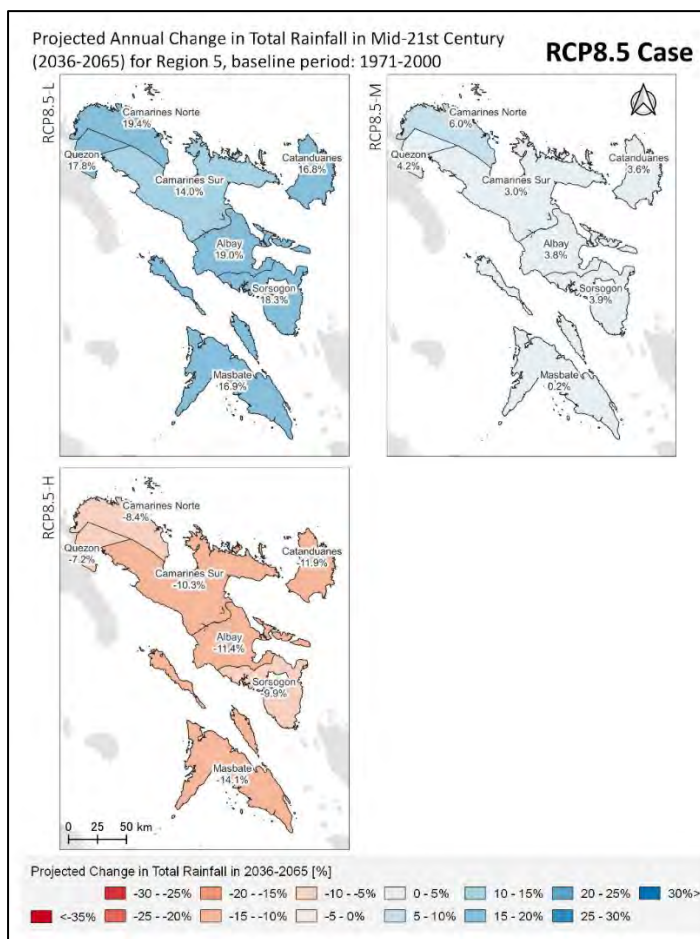 Projected Annual Change in Total Rainfall in Mid-21st Century
(2036-2065) for Region 5, baseline period: 1971-2000
RCP8.5 Case
RCP8.5-L
Camarines Norte
19.4%
Quezon
17.8%
Catanduanes
16.8%
Camarines Sur
14.0%
Albay
19.0%
Sorsogon
18.3%
Masbate
16.9%
RCP8.5-M
Camarines Norte
6.0%
Quezon
4.2%
Catanduanes
3.6%
Camarines Sur
3.0%
Albay
3.8%
Sorsogon
3.9%
Masbate
0.2%
RCP8.5-H
Camarines Norte
-8.4%
Quezon
-7.2%
Catanduanes
-11.9%
Camarines Sur
-10.3%
Albay
-11.4%
Sorsogon
-9.9%
Masbate
-14.1%
0 25 50 km
Projected Change in Total Rainfall in 2036-2065 [%]
-30 - -25% -20 - -15% -10 - -5% 0 - 5% 10 - 15% 20 - 25% 30%>
<-35% -25 - -20% -15 - -10% -5 - 0% 5 - 10% 15 - 20% 25 - 30%